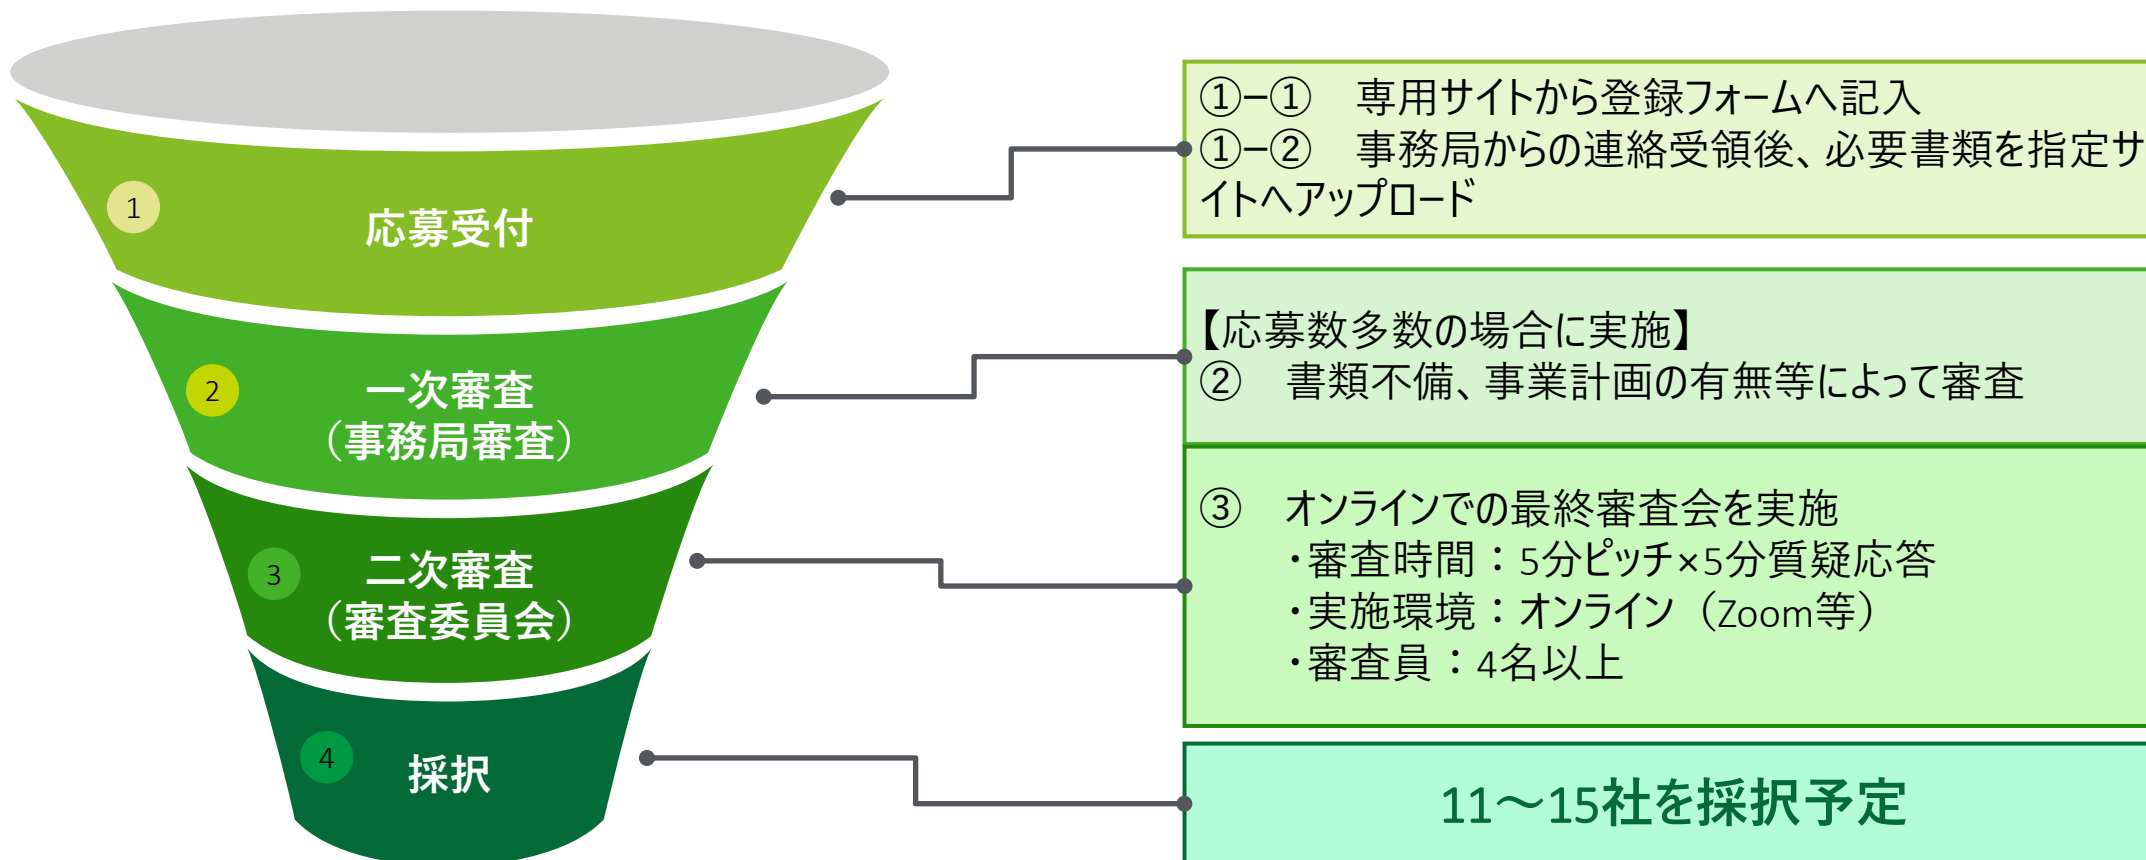 1
応募受付
①ー① 専用サイトから登録フォームへ記入
①ー② 事務局からの連絡受領後、必要書類を指定サ
イトへアップロード
2
一次審査
（事務局審査）
【応募数多数の場合に実施】
② 書類不備、事業計画の有無等によって審査
3
二次審査
（審査委員会）
③ オンラインでの最終審査会を実施
・審査時間：5分ピッチ×5分質疑応答
・実施環境：オンライン（Zoom等）
・審査員：4名以上
4
採択
11～15社を採択予定